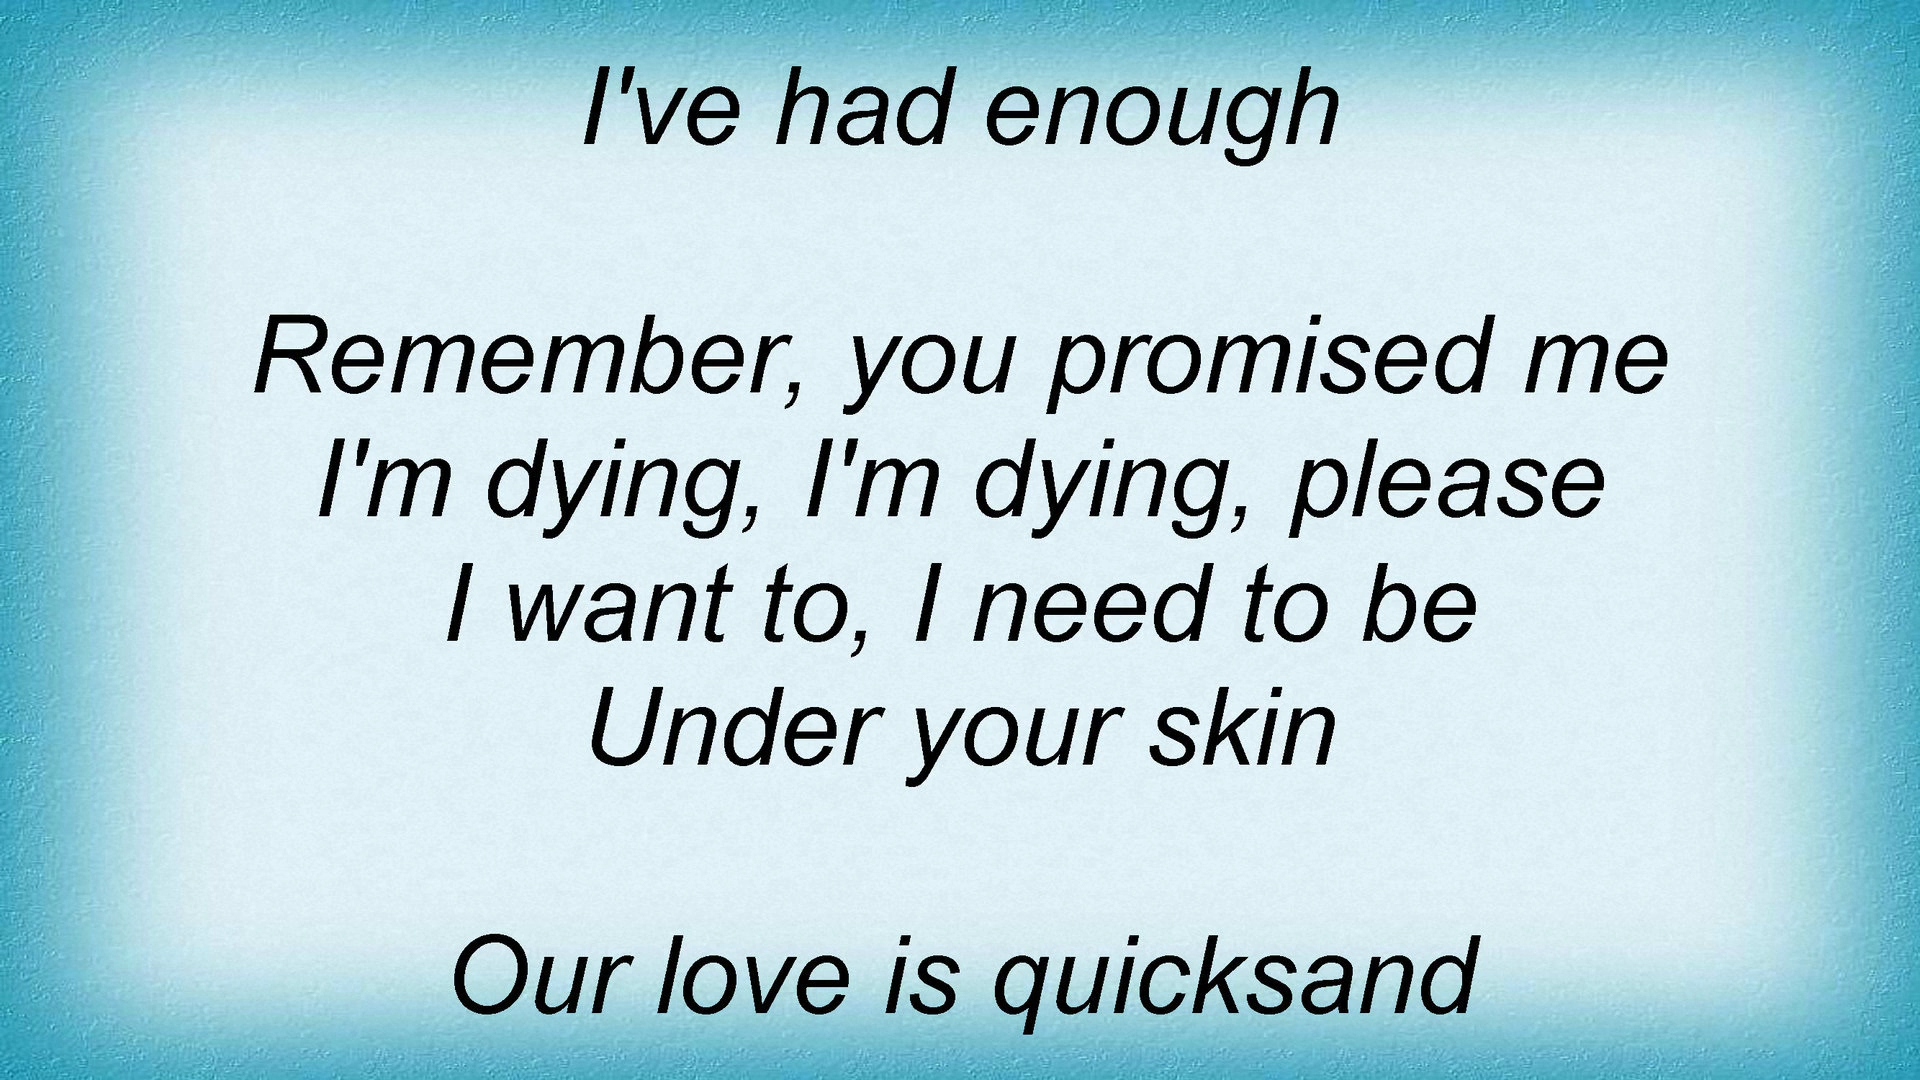 I've had enough
Remember, you promised me
I'm dying, I'm dying, please
I want to, I need to be
Under your skin
Our love is quicksand